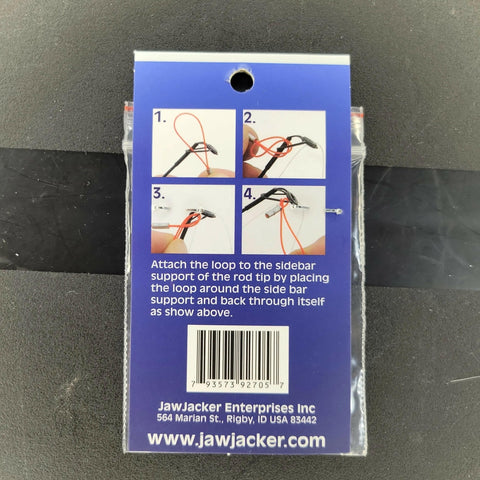 1.
2.
3.
4.
Attach the loop to the sidebar
support of the rod tip by placing
the loop around the side bar
support and back through itself
as show above.
7 93573 92705 7
JawJacker Enterprises Inc
564 Marian St., Rigby, ID USA 83442
www.jawjacker.com